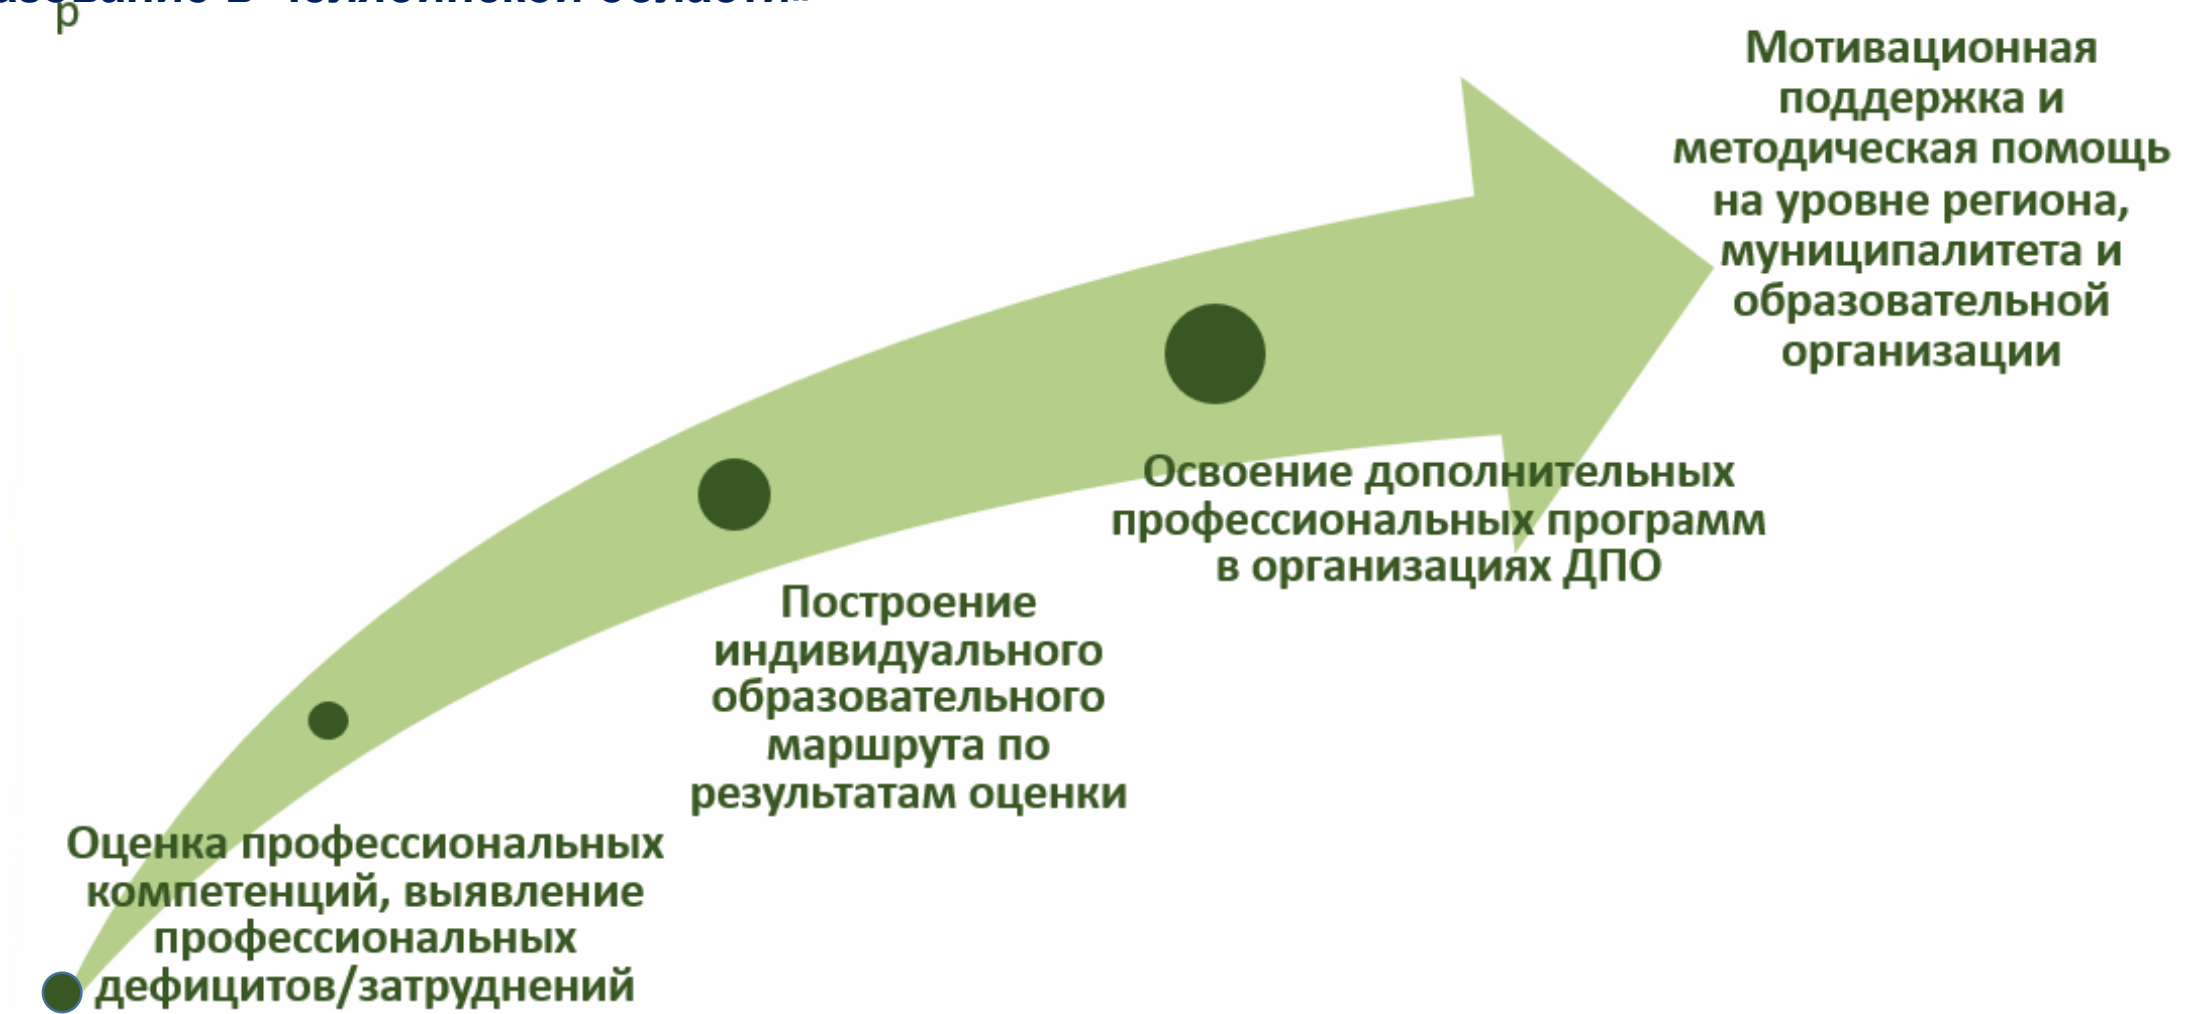 р
Мотивационная
поддержка и
методическая помощь
на уровне региона,
муниципалитета и
образовательной
организации
Освоение дополнительных
профессиональных программ
в организациях ДПО
Построение
индивидуального
образовательного
маршрута по
результатам оценки
Оценка профессиональных
компетенций, выявление
профессиональных
дефицитов/затруднений